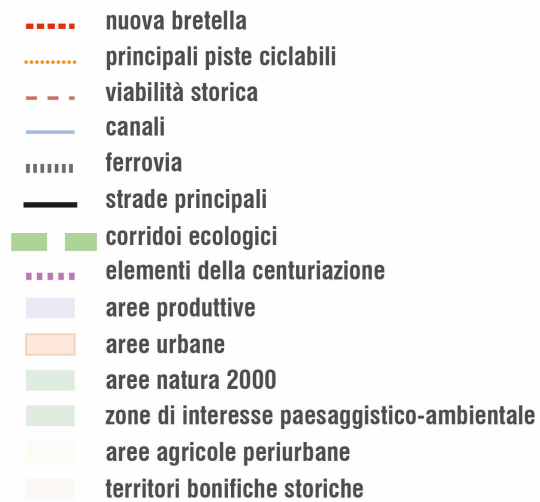 nuova bretella
principali piste ciclabili
viabilità storica
canali
ferrovia
strade principali
corridoi ecologici
elementi della centuriazione
aree produttive
aree urbane
aree natura 2000
zone di interesse paesaggistico-ambientale
aree agricole periurbane
territori bonifiche storiche